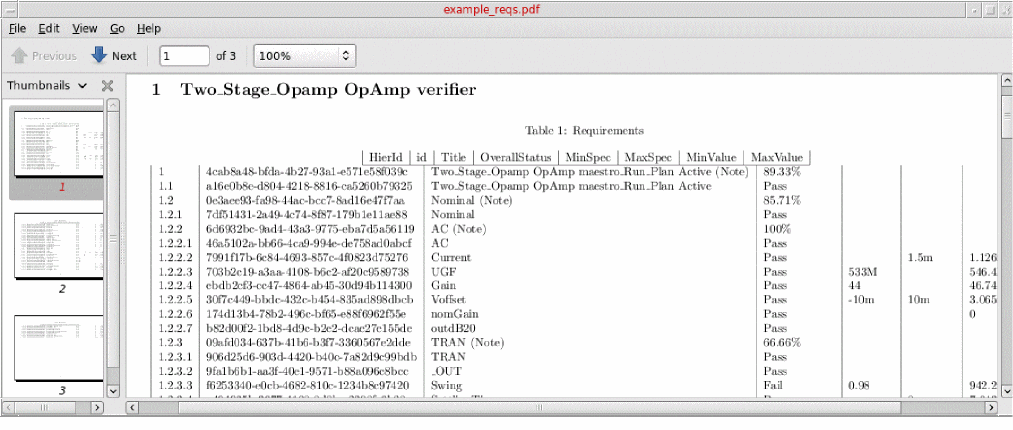 example_reqs.pdf
File Edit View Go Help
Previous Next 1 of 3 100%
Thumbnails
1 Two_Stage_Opamp OpAmp verifier
Table 1: Requirements
HierId id Title OverallStatus MinSpec MaxSpec MinValue MaxValue
1 4cab8a48-bfda-4b27-93a1-e571e58f039c Two_Stage_Opamp OpAmp maestro_Run_Plan Active (Note) 89.33%
1.1 a16e0b8c-d804-4218-8816-ca5260b79325 Two_Stage_Opamp OpAmp maestro_Run_Plan Active Pass
1.2 0c3ace93-fa98-44ac-bcc7-8ad16e47f7aa Nominal (Note) 85.71%
1.2.1 7df51431-2a49-4c74-8f87-179b1e11ae88 Nominal Pass
1.2.2 6d6932bc-9ad4-43a3-9775-eba7d5a56119 AC (Note) 100%
1.2.2.1 46a5102a-bb66-4ca9-994e-de758ad0abcf AC Pass
1.2.2.2 7991f17b-6c84-4693-857c-4f0823d75276 Current Pass 1.5m 1.126
1.2.2.3 703b2c19-a3aa-4108-b6c2-af20c9589738 UGF Pass 533M 546.4
1.2.2.4 ebdb2cf3-cc47-4864-ab45-30d94b114300 Gain Pass 44 46.74
1.2.2.5 30f7c449-bbdc-432c-b454-835ad898dbcb Voffset Pass -10m 10m 3.065
1.2.2.6 174d13b4-78b2-496c-bf65-e88f6962f55e nomGain Pass 0
1.2.2.7 b82d00f2-1bd8-4d9c-b2c2-dcac27c155dc outdB20 Pass
1.2.3 09afd034-637b-41b6-b3f7-3360567e2dde TRAN (Note) 66.66%
1.2.3.1 906d25d6-903d-4420-b40c-7a82d9c99bdb TRAN Pass
1.2.3.2 9fa1b6b1-aa3f-40e1-9571-b88a096c8bcc _OUT Pass
1.2.3.3 f6253340-e0cb-4682-810c-1234b8c97420 Swing Fail 0.98 942.2
1
2
3